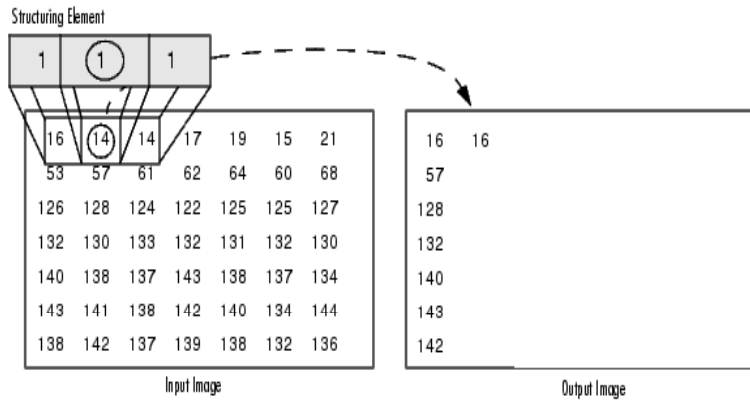 Structuring Element
1 1 1
16 14 14 17 19 15 21
53 57 61 62 64 60 68
126 128 124 122 125 125 127
132 130 133 132 131 132 130
140 138 137 143 138 137 134
143 141 138 142 140 134 144
138 142 137 139 138 132 136
Input Image
16 16
57
128
132
140
143
142
Output Image